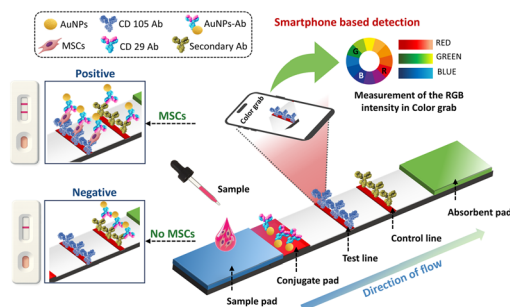 AuNPs
CD 105 Ab
AuNPs-Ab
MSCs
CD 29 Ab
Secondary Ab
Smartphone based detection
G
R
B
RED
GREEN
BLUE
Measurement of the RGB
intensity in Color grab
Positive
MSCs
Color grab
Negative
No MSCs
Sample
Absorbent pad
Control line
Test line
Conjugate pad
Sample pad
Direction of flow